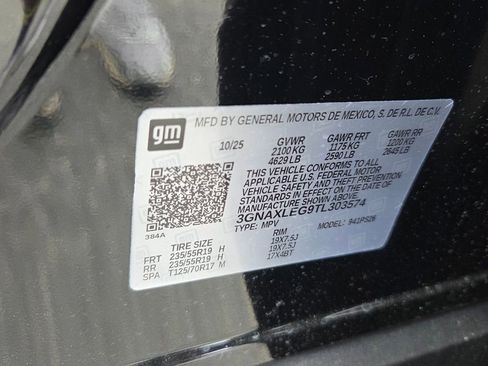 gm
MFD BY GENERAL MOTORS DE MEXICO, S. DE R.L. DE C.V.
10/25 GVWR GAWR FRT GAWR RR
2100 KG 1175 KG 1200 KG
4629 LB 2590 LB 2645 LB
THIS VEHICLE CONFORMS TO ALL
APPLICABLE U.S. FEDERAL MOTOR
VEHICLE SAFETY AND THEFT PREVENTION
STANDARDS IN EFFECT ON THE DATE OF
MANUFACTURE SHOWN ABOVE.
3GNAXLEG9TL303574
TYPE: MPV 941PS26
384A
TIRE SIZE RIM
FRT 235/55R19 H 19X7.5J
RR 235/55R19 H 19X7.5J
SPA T125/70R17 M 17X4BT